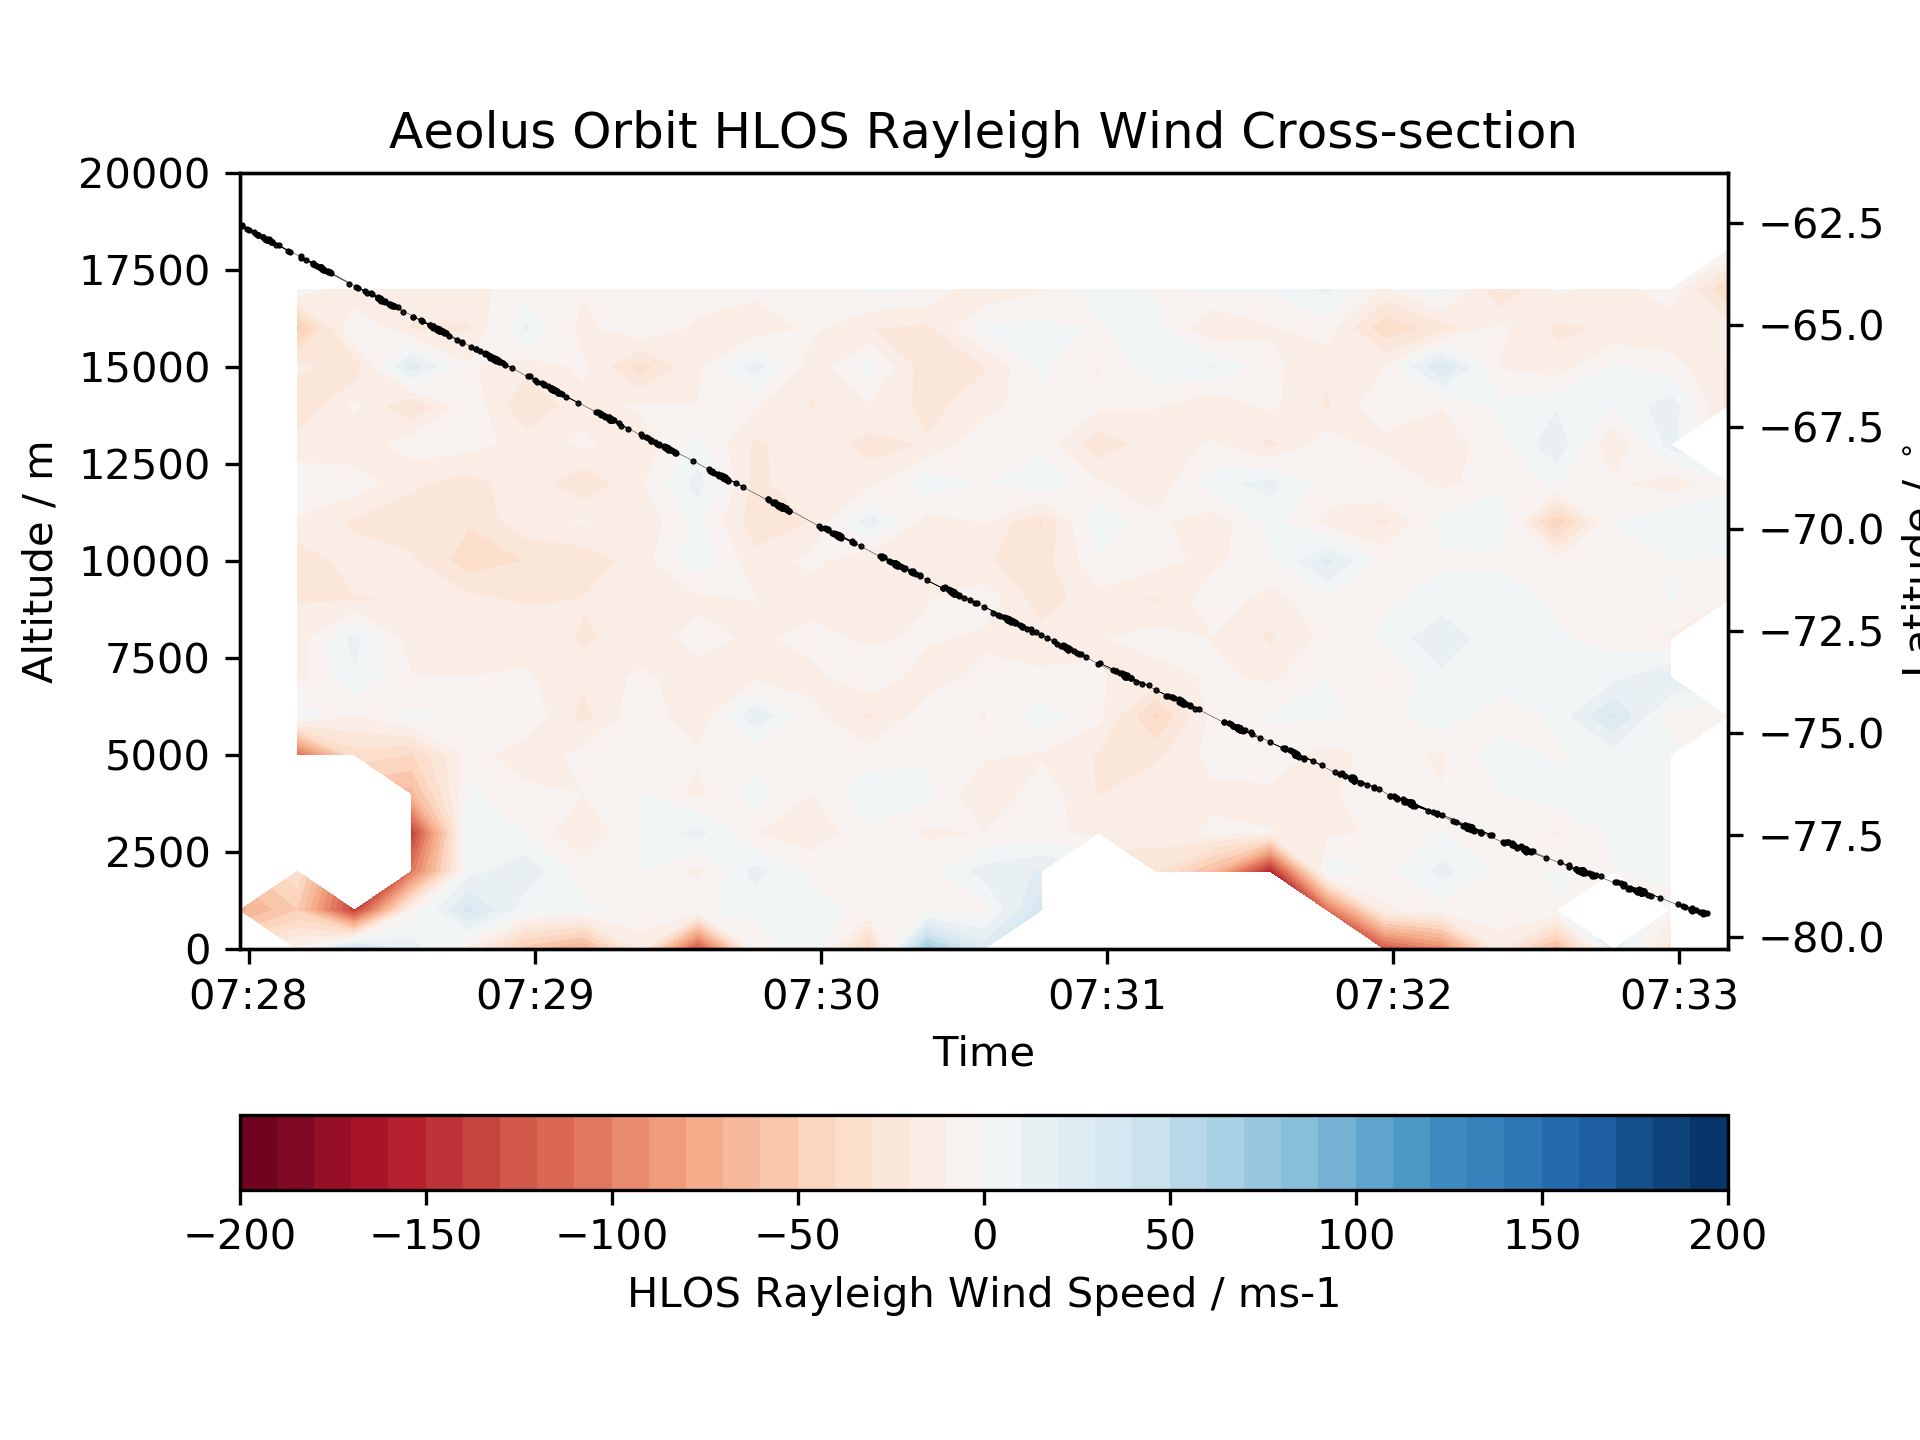 Aeolus Orbit HLOS Rayleigh Wind Cross-section
20000
17500
15000
12500
10000
7500
5000
2500
0
Altitude / m
−62.5
−65.0
−67.5
−70.0
−72.5
−75.0
−77.5
−80.0
Latitude / °
07:28 07:29 07:30 07:31 07:32 07:33
Time
−200 −150 −100 −50 0 50 100 150 200
HLOS Rayleigh Wind Speed / ms-1